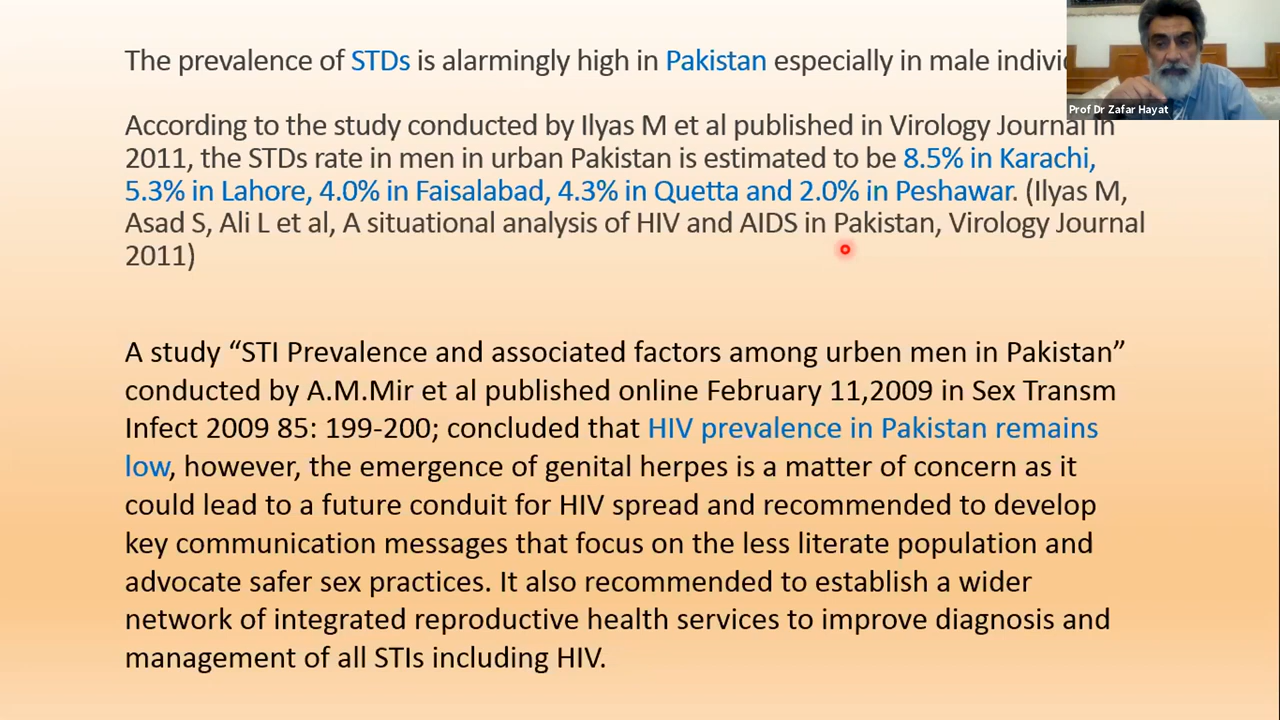 The prevalence of STDs is alarmingly high in Pakistan especially in male
Prof Dr Zafar Hayat
According to the study conducted by Ilyas M et al published in Virology Journal in
2011, the STDs rate in men in urban Pakistan is estimated to be 8.5% in Karachi,
5.3% in Lahore, 4.0% in Faisalabad, 4.3% in Quetta and 2.0% in Peshawar. (Ilyas M,
Asad S, Ali L et al, A situational analysis of HIV and AIDS in Pakistan, Virology Journal
2011)
A study “STI Prevalence and associated factors among urben men in Pakistan”
conducted by A.M.Mir et al published online February 11,2009 in Sex Transm
Infect 2009 85: 199-200; concluded that HIV prevalence in Pakistan remains
low, however, the emergence of genital herpes is a matter of concern as it
could lead to a future conduit for HIV spread and recommended to develop
key communication messages that focus on the less literate population and
advocate safer sex practices. It also recommended to establish a wider
network of integrated reproductive health services to improve diagnosis and
management of all STIs including HIV.